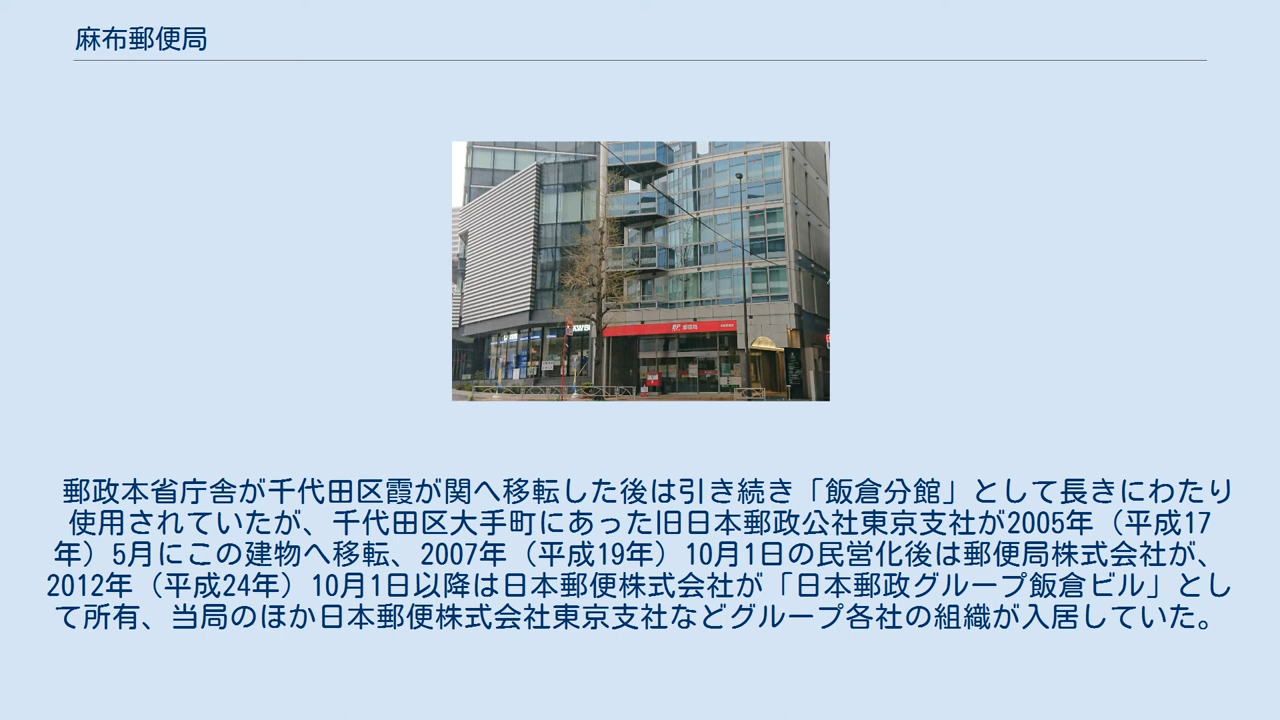 麻布郵便局
郵便局
郵政本省庁舎が千代田区霞が関へ移転した後は引き続き「飯倉分館」として長きにわたり
使用されていたが、千代田区大手町にあった旧日本郵政公社東京支社が2005年（平成17
年）5月にこの建物へ移転、2007年（平成19年）10月1日の民営化後は郵便局株式会社が、
2012年（平成24年）10月1日以降は日本郵便株式会社が「日本郵政グループ飯倉ビル」とし
て所有、当局のほか日本郵便株式会社東京支社などグループ各社の組織が入居していた。